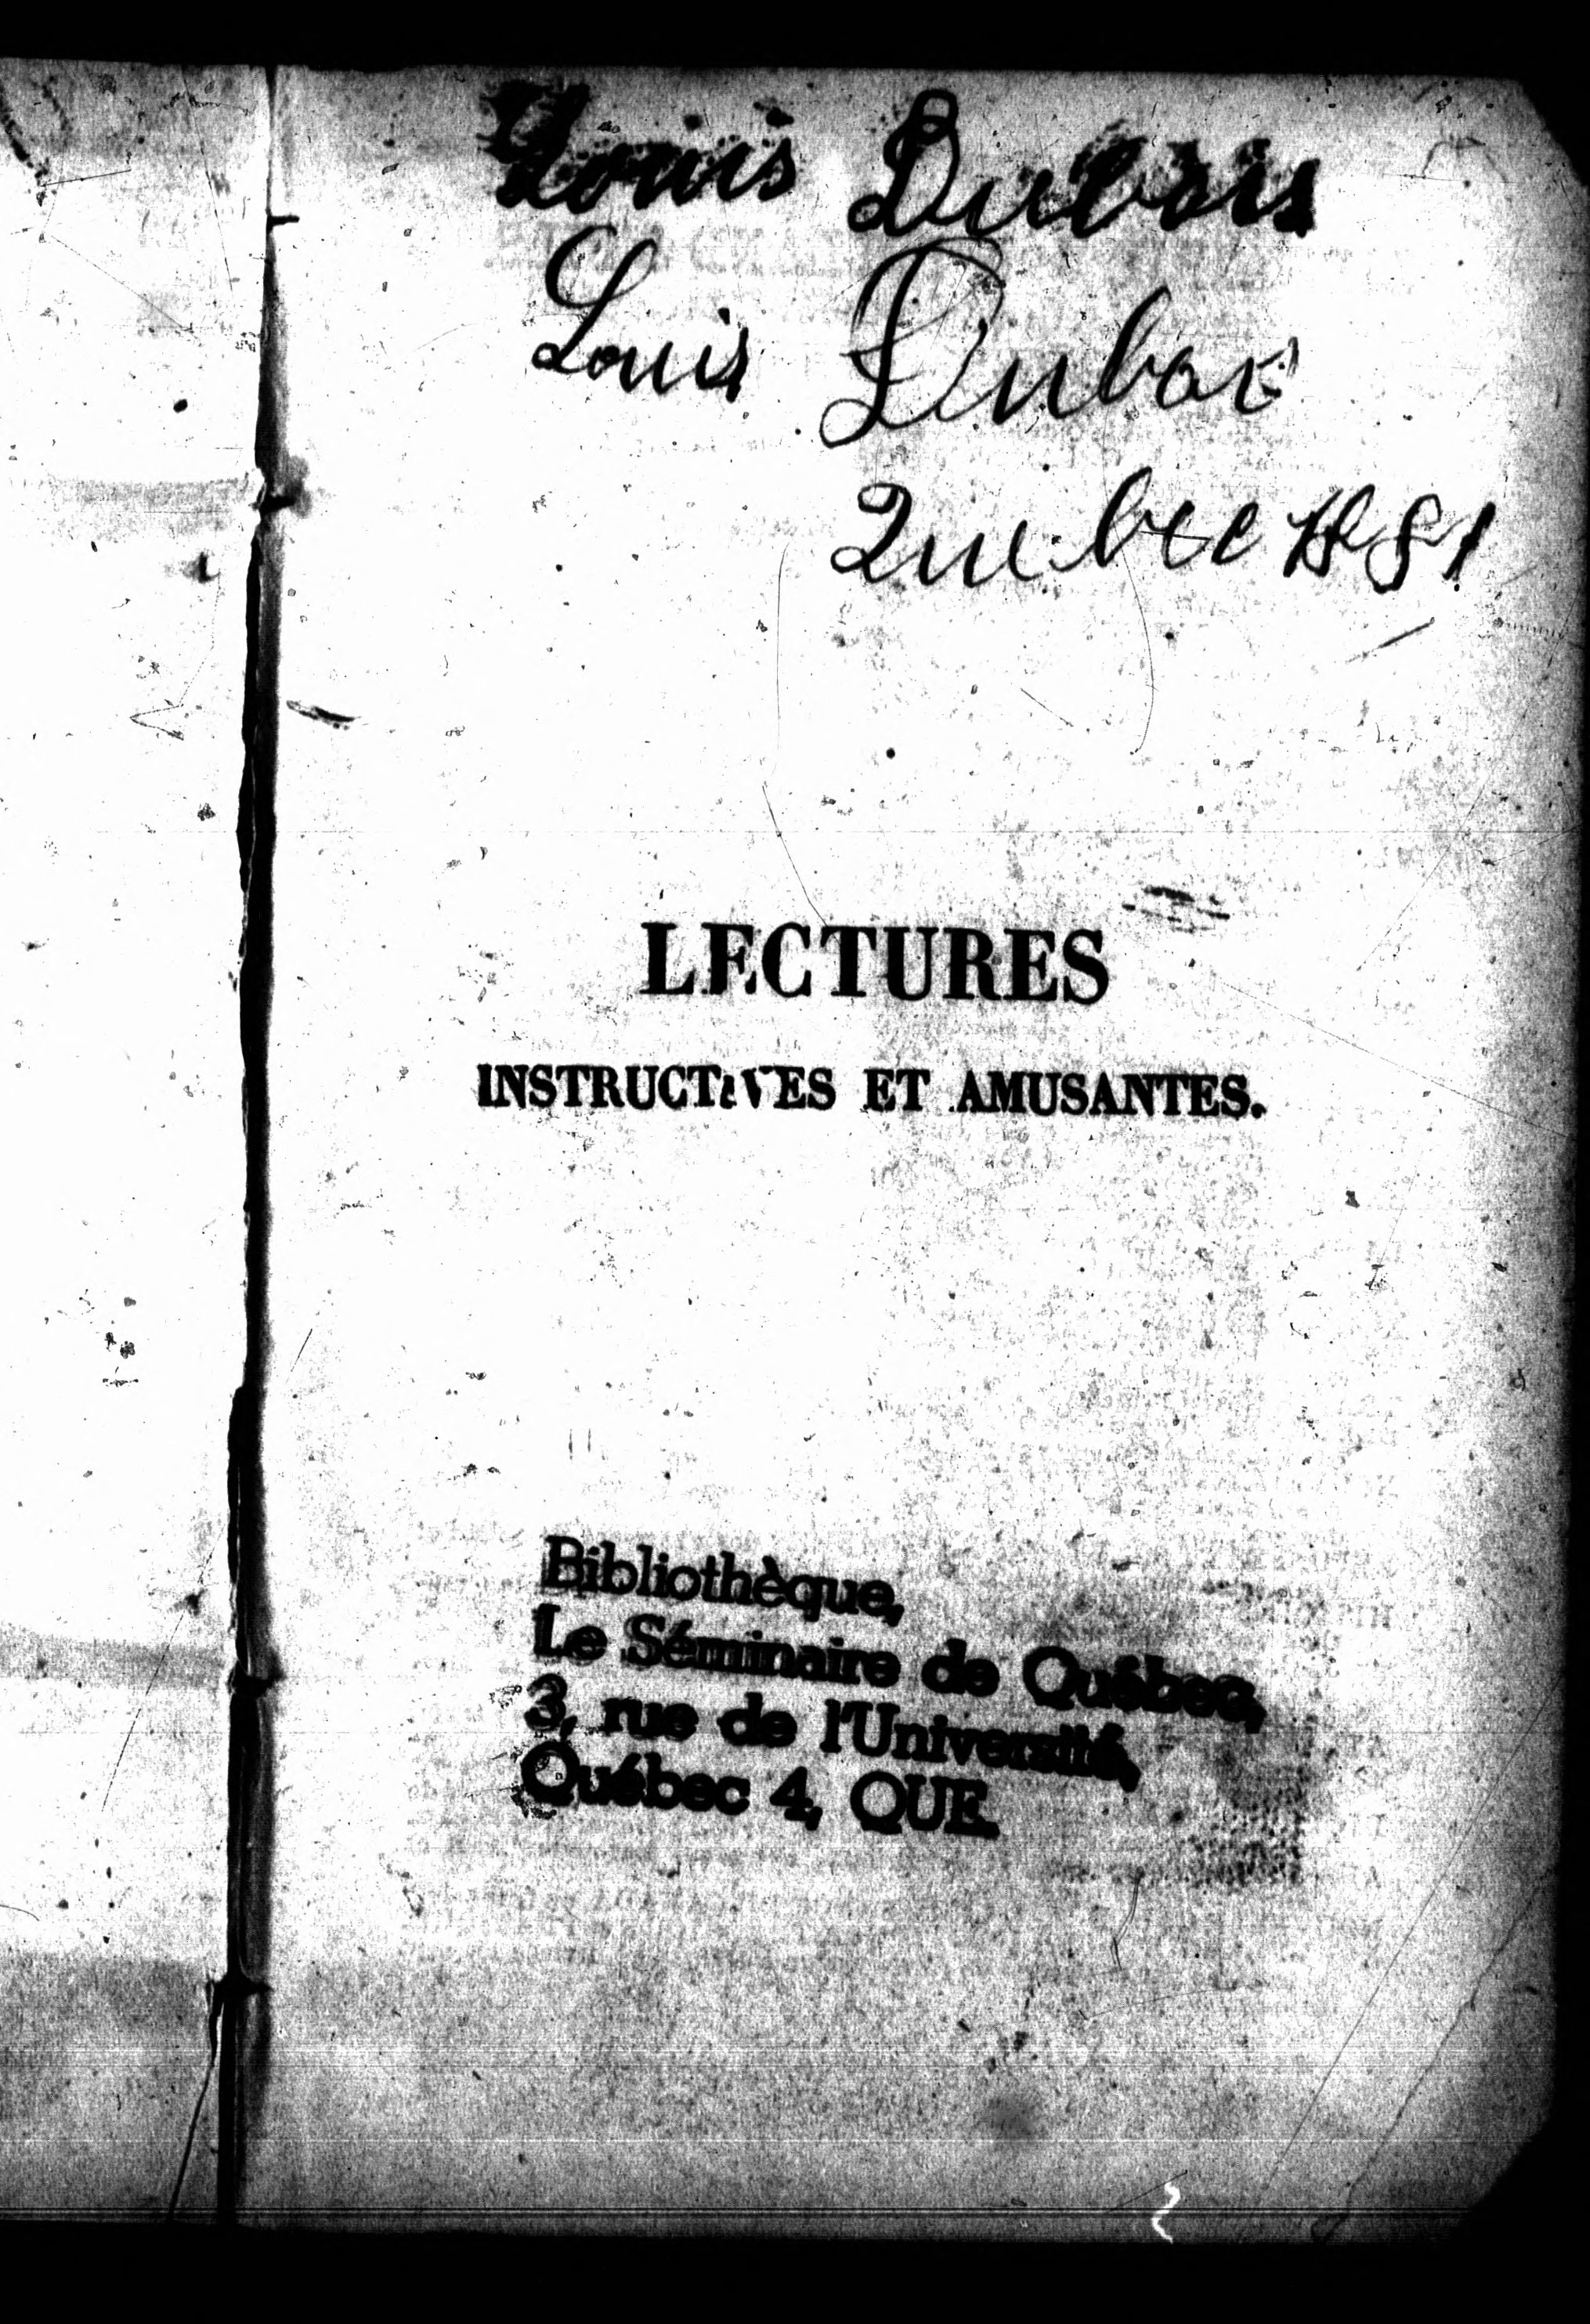 Louis Dubois
Louis Dubois
Quebec 1881
LECTURES
INSTRUCTIVES ET AMUSANTES.
Bibliothèque,
Le Séminaire de Québec,
3, rue de l'Université,
Québec 4, QUE.